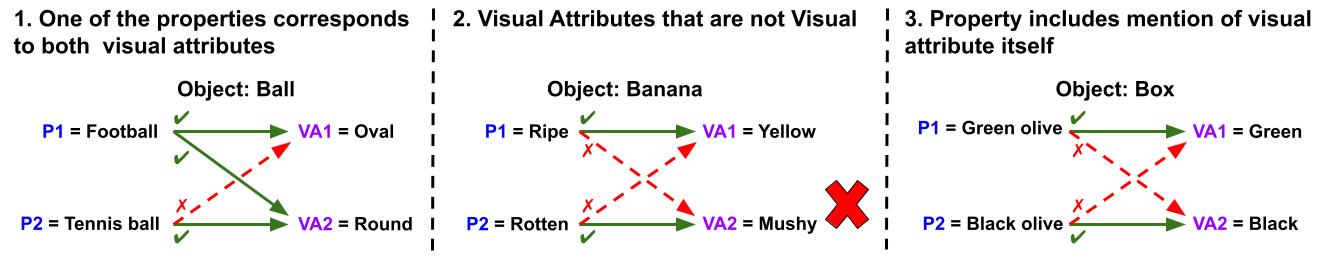 1. One of the properties corresponds
to both visual attributes
Object: Ball
P1 = Football
VA1 = Oval
P2 = Tennis ball
VA2 = Round
2. Visual Attributes that are not Visual
Object: Banana
P1 = Ripe
VA1 = Yellow
P2 = Rotten
VA2 = Mushy
3. Property includes mention of visual
attribute itself
Object: Box
P1 = Green olive
VA1 = Green
P2 = Black olive
VA2 = Black